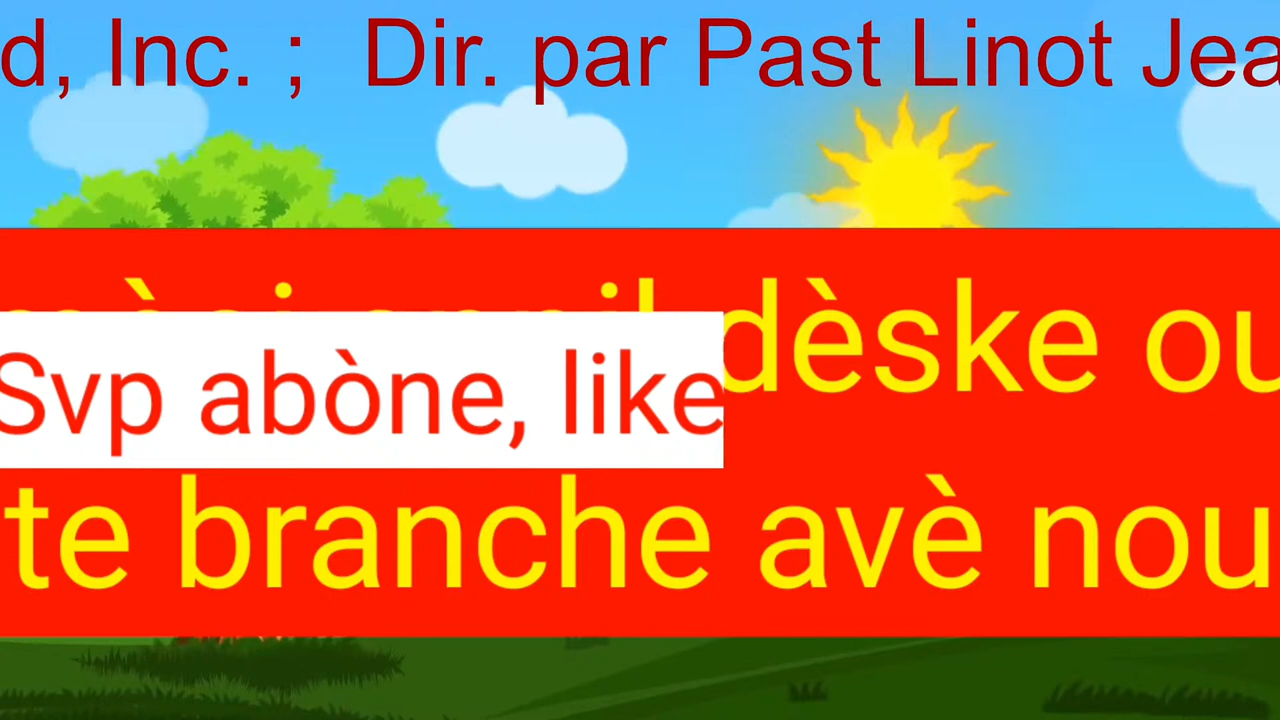 d, Inc. ; Dir. par Past Linot Jea
dèske ou
Svp abòne, like
te branche avè nou